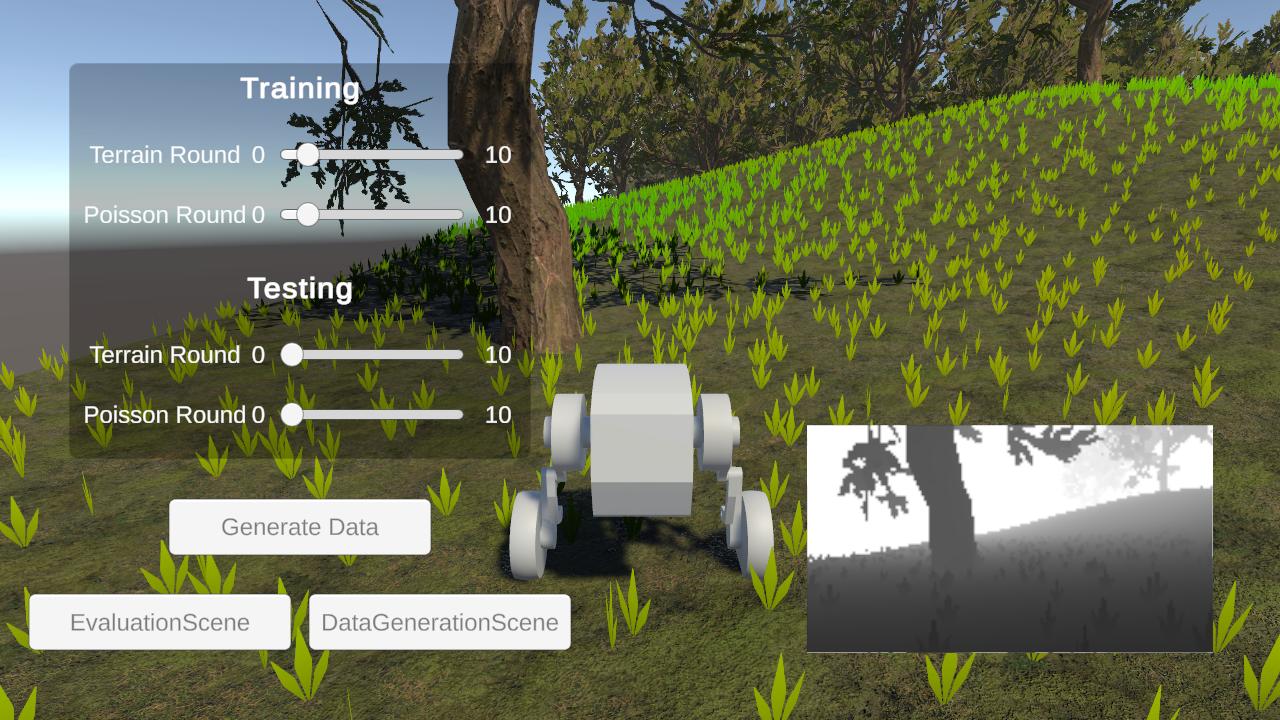 Training
Terrain Round 0 10
Poisson Round 0 10
Testing
Terrain Round 0 10
Poisson Round 0 10
Generate Data
EvaluationScene DataGenerationScene